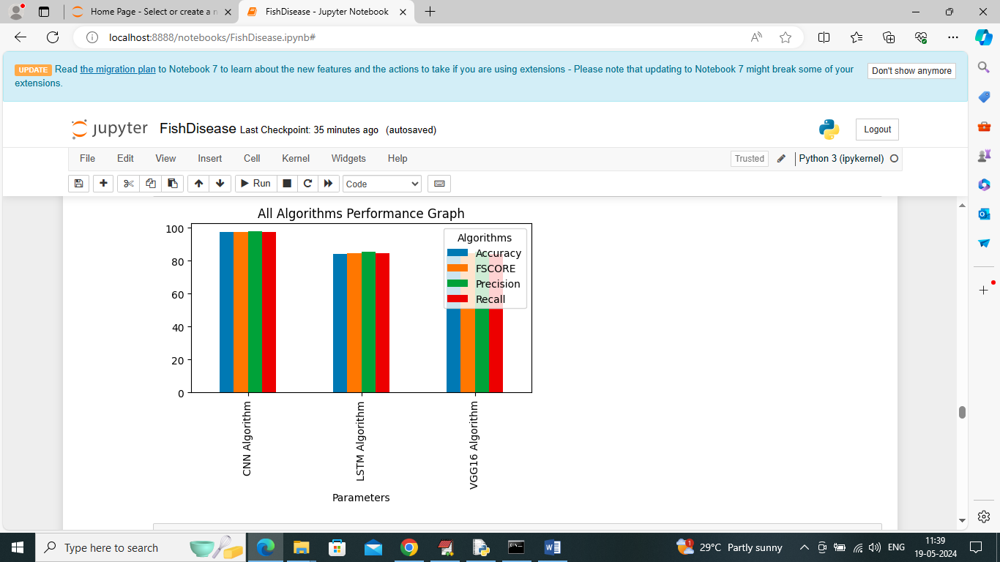 Home Page - Select or create a n
FishDisease - Jupyter Notebook
localhost:8888/notebooks/FishDisease.ipynb#
UPDATE Read the migration plan to Notebook 7 to learn about the new features and the actions to take if you are using extensions - Please note that updating to Notebook 7 might break some of your
extensions.
Don't show anymore
jupyter FishDisease Last Checkpoint: 35 minutes ago (autosaved)
Logout
File Edit View Insert Cell Kernel Widgets Help
Trusted
Python 3 (ipykernel)
Run
Code
All Algorithms Performance Graph
100
80
60
40
20
0
Algorithms
Accuracy
FSCORE
Precision
Recall
CNN Algorithm
LSTM Algorithm
VGG16 Algorithm
Parameters
Type here to search
1
29°C Partly sunny
ENG
11:39
19-05-2024